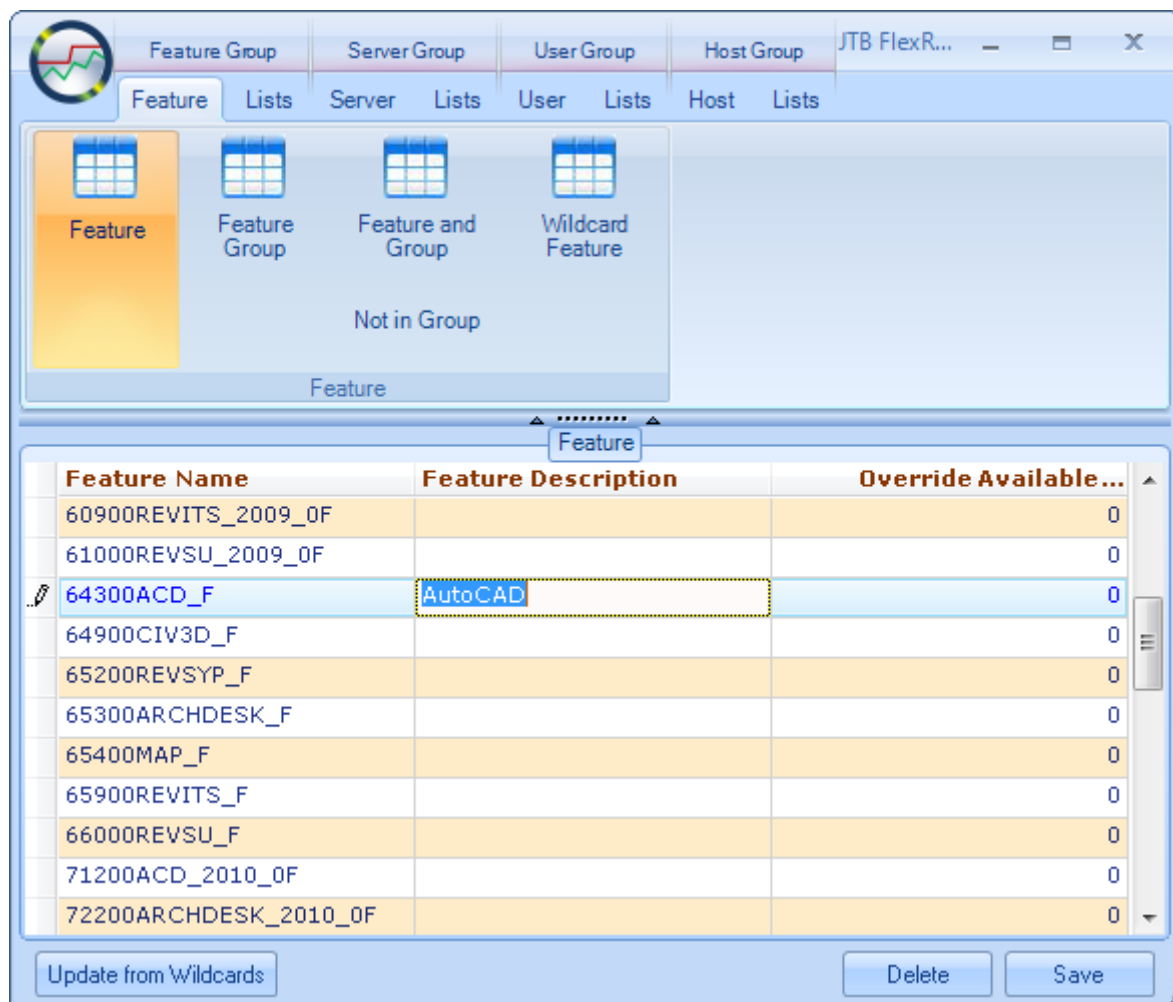 Feature Group Server Group User Group Host Group JTB FlexR...
Feature Lists Server Lists User Lists Host Lists
Feature
Feature Group
Feature and Group
Wildcard Feature
Not in Group
Feature
Feature
Feature Name Feature Description Override Available...
60900REVITS_2009_0F 0
61000REVSU_2009_0F 0
64300ACD_F AutoCAD 0
64900CIV3D_F 0
65200REVSYP_F 0
65300ARCHDESK_F 0
65400MAP_F 0
65900REVITS_F 0
66000REVSU_F 0
71200ACD_2010_0F 0
72200ARCHDESK_2010_0F 0
Update from Wildcards Delete Save